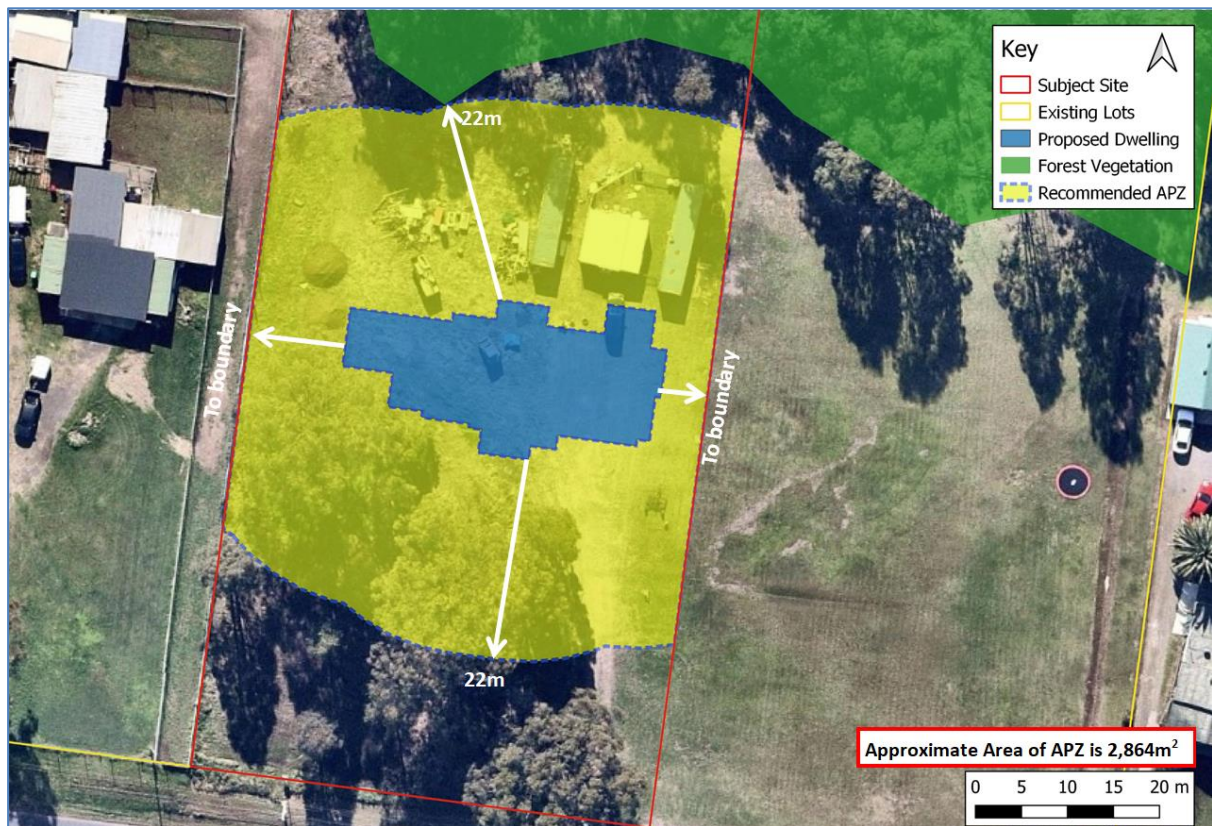 Key
Subject Site
Existing Lots
Proposed Dwelling
Forest Vegetation
Recommended APZ
22m
To boundary
To boundary
22m
Approximate Area of APZ is 2,864m²
0 5 10 15 20 m